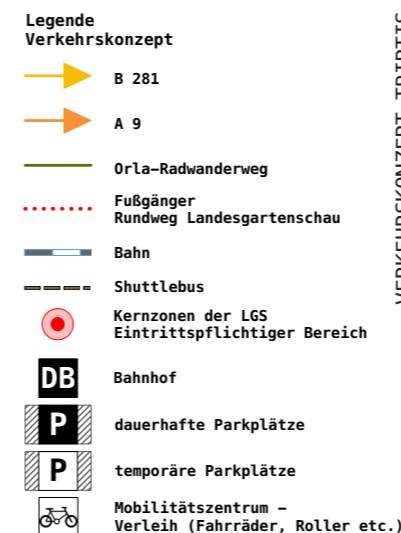 Legende
Verkehrskonzept
B 281
A 9
Orla-Radwanderweg
Fußgänger
Rundweg Landesgartenschau
Bahn
Shuttlebus
Kernzonen der LGS
Eintrittspflichtiger Bereich
DB
Bahnhof
P
dauerhafte Parkplätze
P
temporäre Parkplätze
Mobilitätszentrum -
Verleih (Fahrräder, Roller etc.)
VERKEHRSKONZEPT TRIPTIS